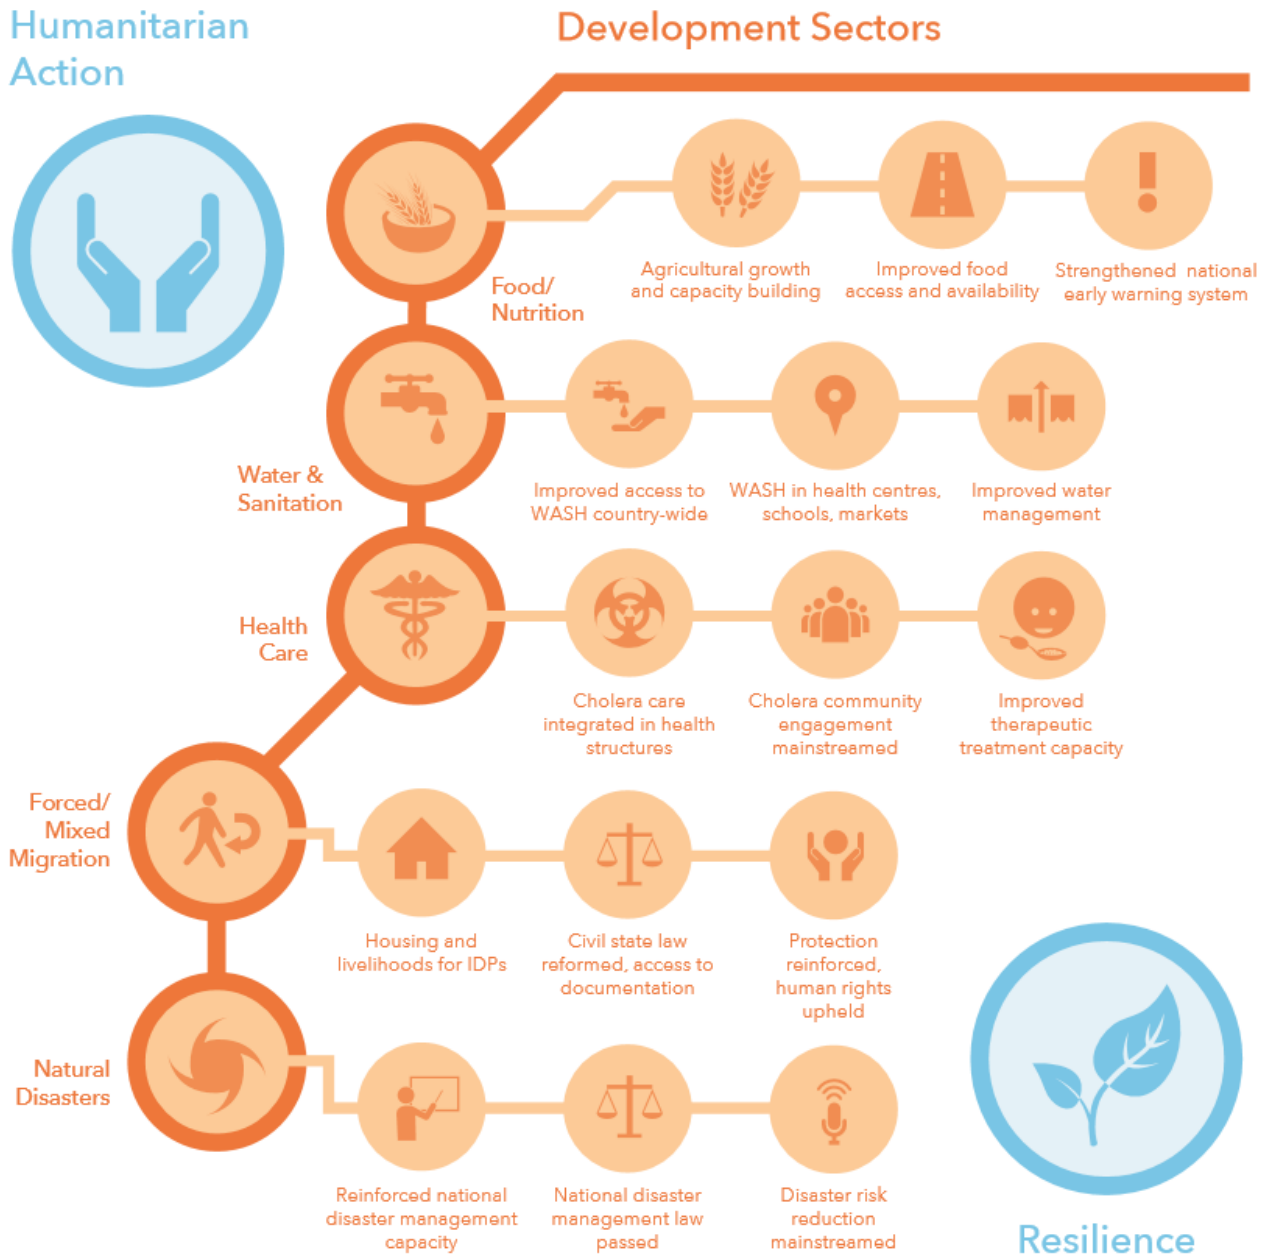 Humanitarian
Action
Development Sectors
Food/
Nutrition
Agricultural growth
and capacity building
Improved food
access and availability
Strengthened national
early warning system
Water &
Sanitation
Improved access to
WASH country-wide
WASH in health centres,
schools, markets
Improved water
management
Health
Care
Cholera care
integrated in health
structures
Cholera community
engagement
mainstreamed
Improved
therapeutic
treatment capacity
Forced/
Mixed
Migration
Housing and
livelihoods for IDPs
Civil state law
reformed, access to
documentation
Protection
reinforced,
human rights
upheld
Natural
Disasters
Reinforced national
disaster management
capacity
National disaster
management law
passed
Disaster risk
reduction
mainstreamed
Resilience